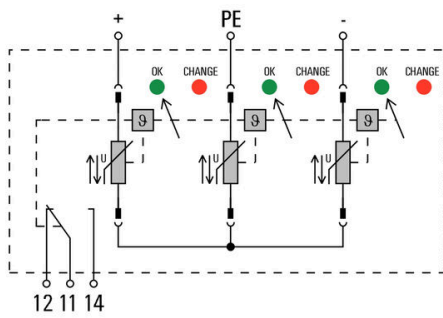 + PE -
OK CHANGE OK CHANGE OK CHANGE
ϑ ϑ ϑ
U U U
12 11 14